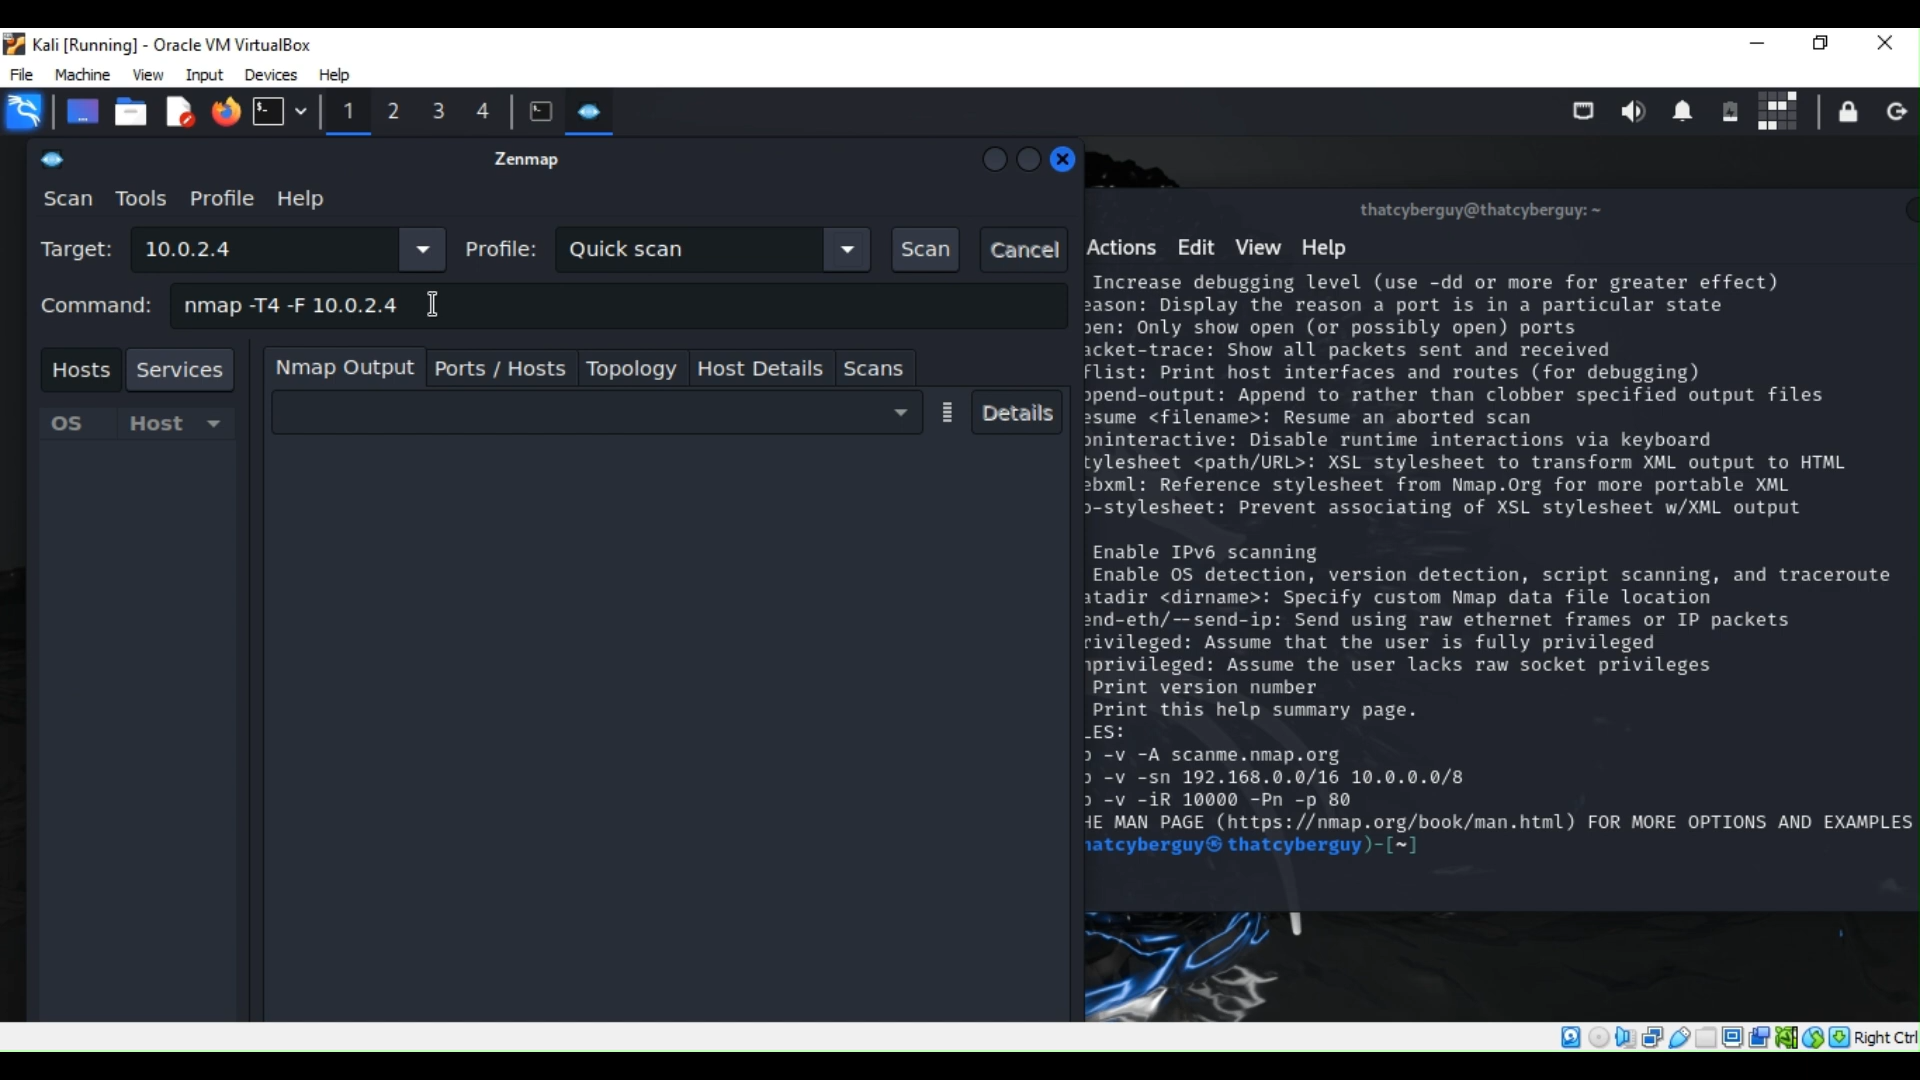 Kali [Running] - Oracle VM VirtualBox
File Machine View Input Devices Help
1 2 3 4
Zenmap
Scan Tools Profile Help
Target: 10.0.2.4 Profile: Quick scan Scan Cancel
Command: nmap -T4 -F 10.0.2.4
Hosts Services
Nmap Output Ports / Hosts Topology Host Details Scans
OS Host
Details
thatcyberguy@thatcyberguy: ~
Actions Edit View Help
Increase debugging level (use -dd or more for greater effect)
eason: Display the reason a port is in a particular state
pen: Only show open (or possibly open) ports
acket-trace: Show all packets sent and received
flist: Print host interfaces and routes (for debugging)
ppend-output: Append to rather than clobber specified output files
esume <filename>: Resume an aborted scan
oninteractive: Disable runtime interactions via keyboard
tylesheet <path/URL>: XSL stylesheet to transform XML output to HTML
ebxml: Reference stylesheet from Nmap.Org for more portable XML
o-stylesheet: Prevent associating of XSL stylesheet w/XML output
Enable IPv6 scanning
Enable OS detection, version detection, script scanning, and traceroute
atadir <dirname>: Specify custom Nmap data file location
end-eth/--send-ip: Send using raw ethernet frames or IP packets
rivileged: Assume that the user is fully privileged
nprivileged: Assume the user lacks raw socket privileges
Print version number
Print this help summary page.
LES:
p -v -A scanme.nmap.org
p -v -sn 192.168.0.0/16 10.0.0.0/8
p -v -iR 10000 -Pn -p 80
HE MAN PAGE (https://nmap.org/book/man.html) FOR MORE OPTIONS AND EXAMPLES
hatcyberguy㉿thatcyberguy)-[~]
Right Ctrl